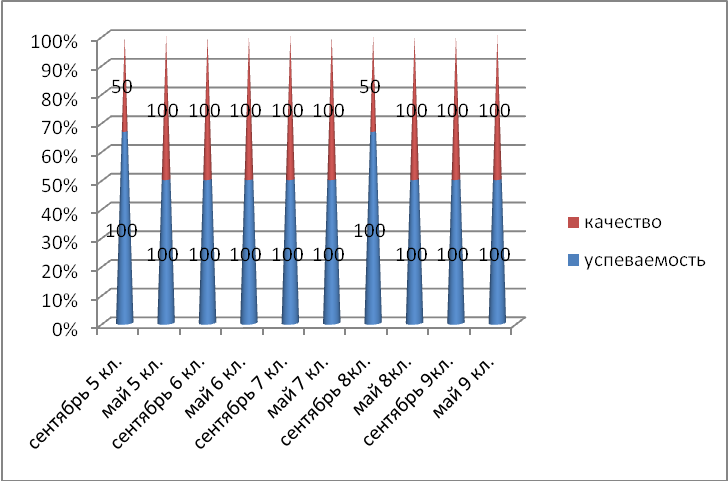 100%
90%
80%
70%
60%
50%
40%
30%
20%
10%
0%
50 100 100 100 100 100 50 100 100 100
100 100 100 100 100 100 100 100 100 100
сентябрь 5 кл.
май 5 кл.
сентябрь 6 кл.
май 6 кл.
сентябрь 7 кл.
май 7 кл.
сентябрь 8кл.
май 8кл.
сентябрь 9кл.
май 9 кл.
качество
успеваемость